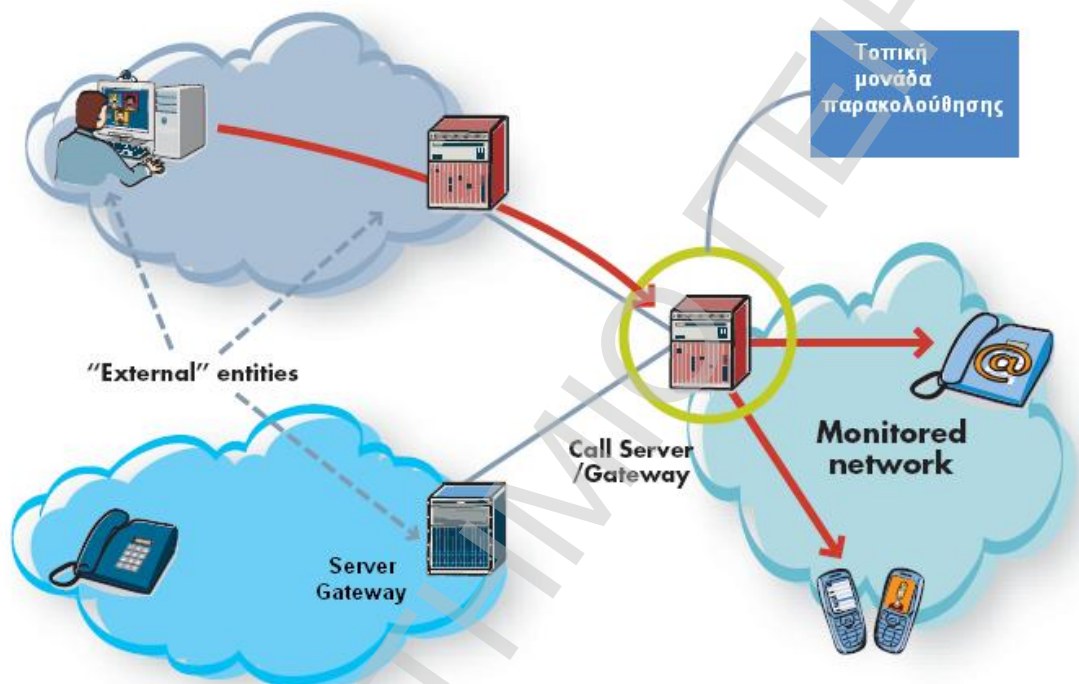 Τοπική
μονάδα
παρακολούθησης
"External" entities
Call Server
/Gateway
Monitored
network
Server
Gateway
@